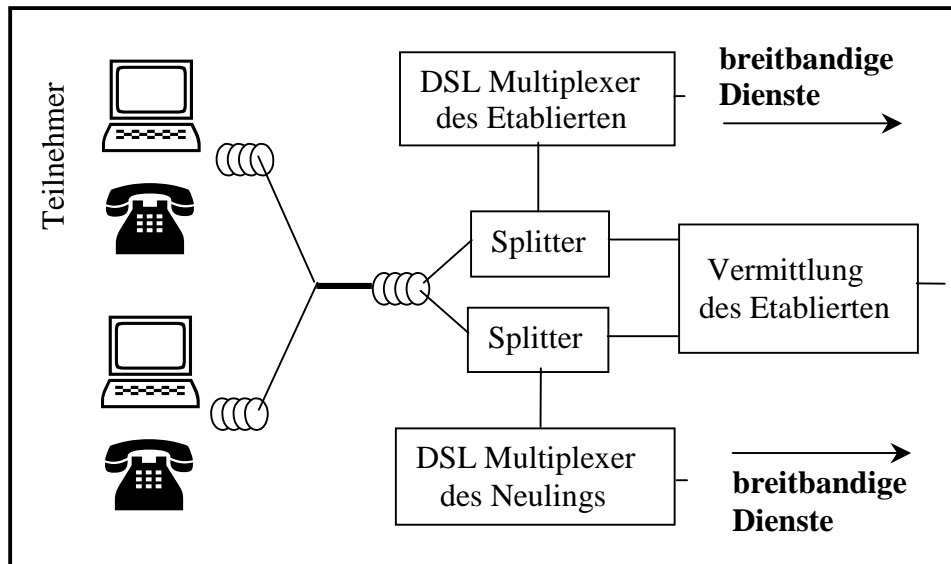 Teilnehmer
DSL Multiplexer
des Etablierten
breitbandige
Dienste
Splitter
Vermittlung
des Etablierten
Splitter
DSL Multiplexer
des Neulings
breitbandige
Dienste